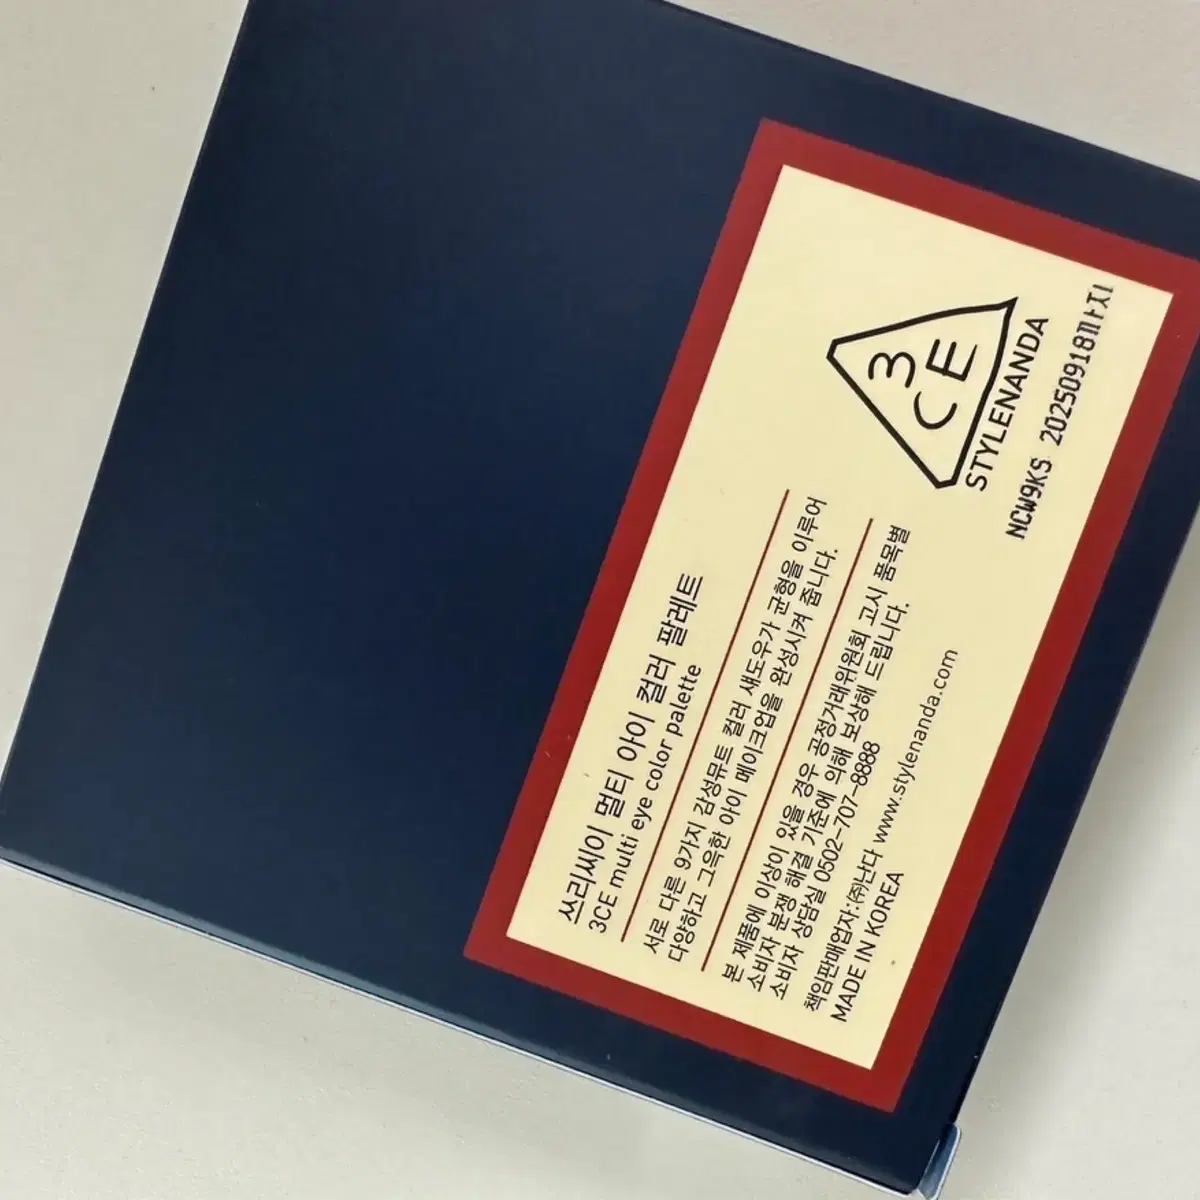 쓰리씨이 멀티 아이 컬러 팔레트
3CE multi eye color palette
서로 다른 9가지 감성뮤트 컬러 섀도우가 균형을 이루어
다양하고 그윽한 아이 메이크업을 완성시켜 줍니다.
본 제품에 이상이 있을 경우 공정거래위원회 고시 품목별
소비자 분쟁 해결 기준에 의해 보상해 드립니다.
소비자 상담실 0502-707-8888
책임판매업자:㈜난다 www.stylenanda.com
MADE IN KOREA
3CE
STYLENANDA
NCW9KS 20250918까지